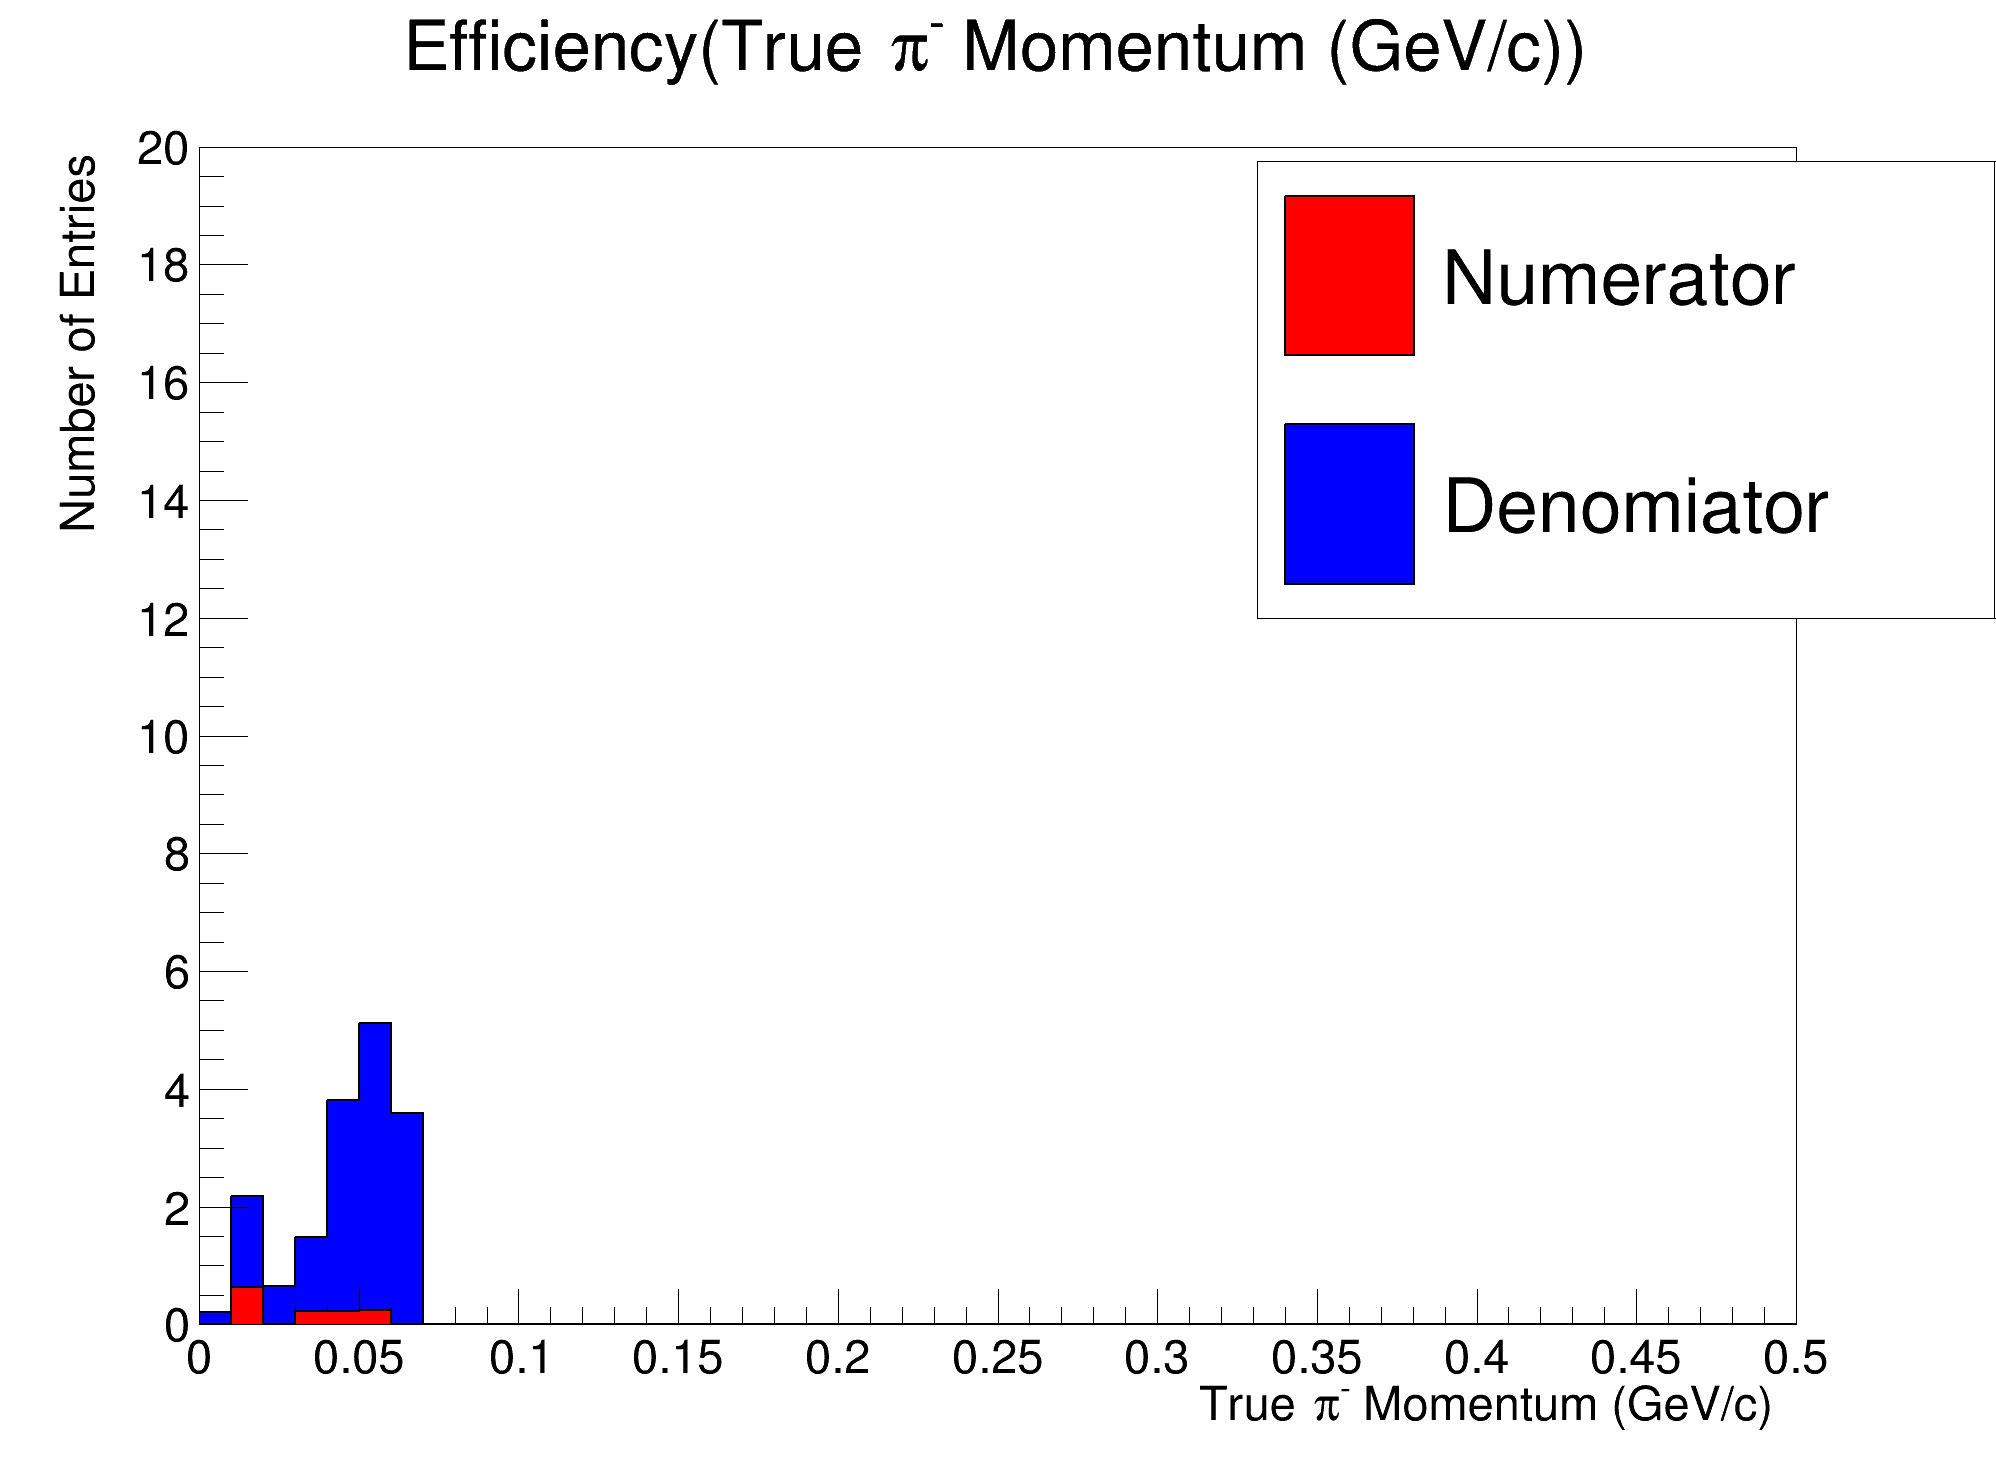 Efficiency(True π⁻ Momentum (GeV/c))
Number of Entries
20
18
16
14
12
10
8
6
4
2
0
Numerator
Denomiator
0 0.05 0.1 0.15 0.2 0.25 0.3 0.35 0.4 0.45 0.5
True π⁻ Momentum (GeV/c)